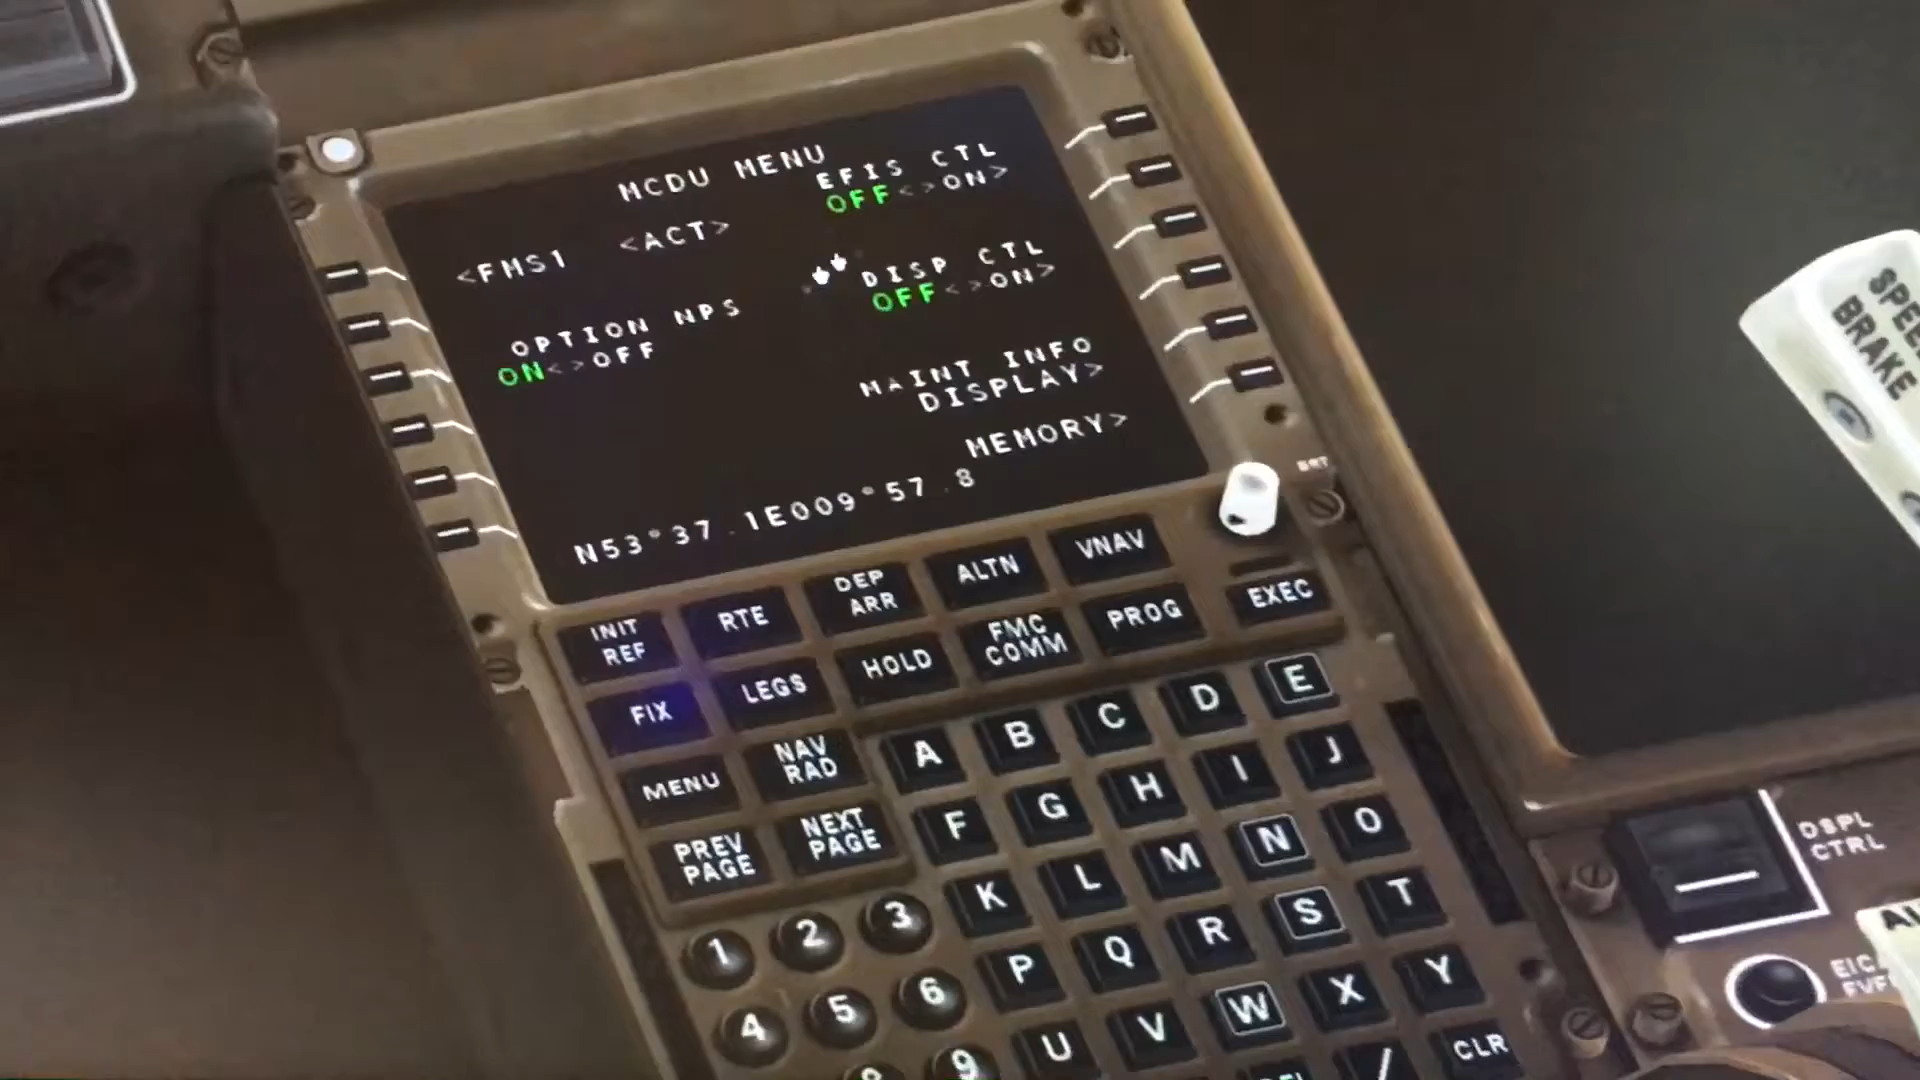 MCDU MENU
EFIS CTL
<FMS1 <ACT> OFF<>ON>
DISP CTL
OFF<>ON>
OPTION NPS
ON<>OFF
MAINT INFO
DISPLAY>
MEMORY>
N53°37.1E009°57.8
BRT
INIT
REF
RTE
DEP
ARR
ALTN
VNAV
FIX
LEGS
HOLD
FMC
COMM
PROG
EXEC
MENU
NAV
RAD
PREV
PAGE
NEXT
PAGE
A B C D E
F G H I J
K L M N O
P Q R S T
U V W X Y
1 2 3
4 5 6
9
/ CLR
SPEED
BRAKE
DSPL
CTRL